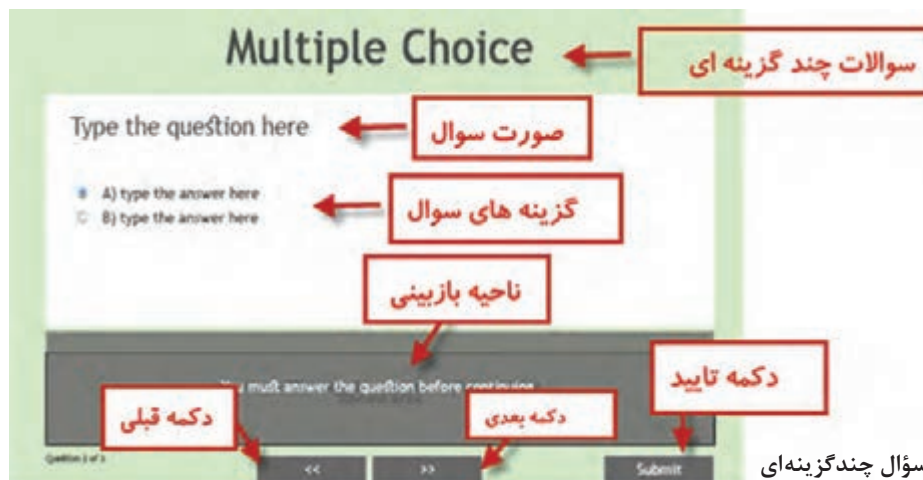 Multiple Choice
سوالات چند گزینه ای
Type the question here
صورت سوال
A) type the answer here
B) type the answer here
گزینه های سوال
ناحیه بازبینی
You must answer the question before continuing
دکمه تایید
دکمه بعدی
دکمه قبلی
<<
>>
Submit
سؤال چندگزینه‌ای